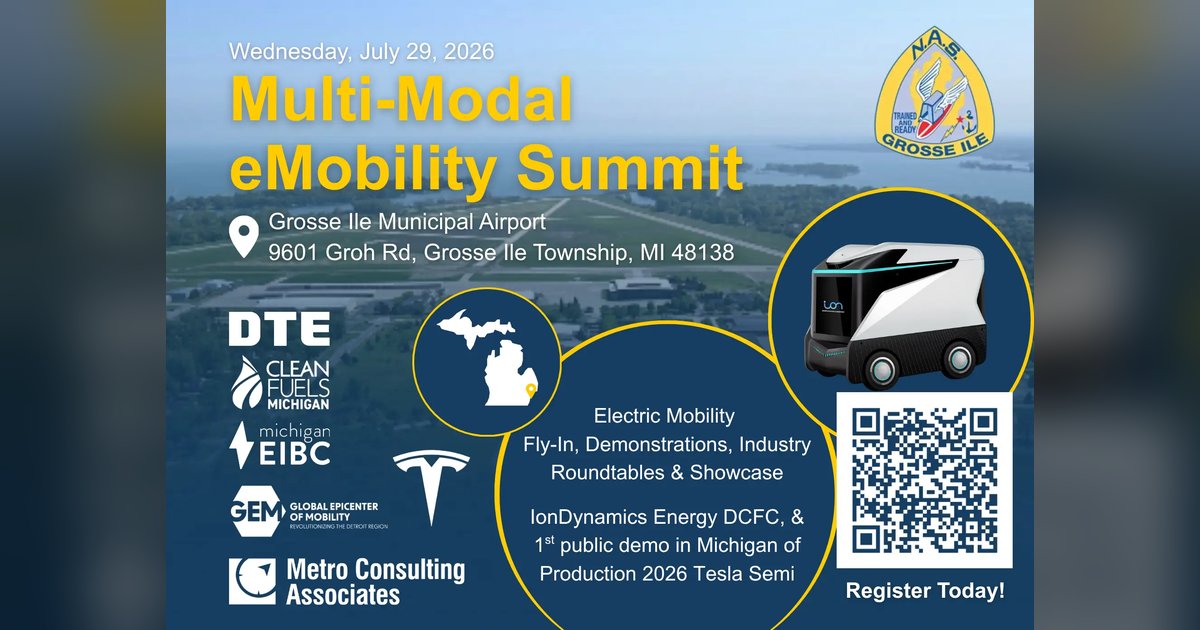 Wednesday, July 29, 2026
Multi-Modal
eMobility Summit
Grosse Ile Municipal Airport
9601 Groh Rd, Grosse Ile Township, MI 48138
N.A.S.
TRAINED
AND
READY
2
GROSSE ILE
ion
DTE
CLEAN
FUELS
MICHIGAN
michigan
EIBC
GEM
GLOBAL EPICENTER
OF MOBILITY
REVOLUTIONIZING THE DETROIT REGION
Metro Consulting
Associates
Electric Mobility
Fly-In, Demonstrations, Industry
Roundtables & Showcase
IonDynamics Energy DCFC, &
1st public demo in Michigan of
Production 2026 Tesla Semi
Register Today!